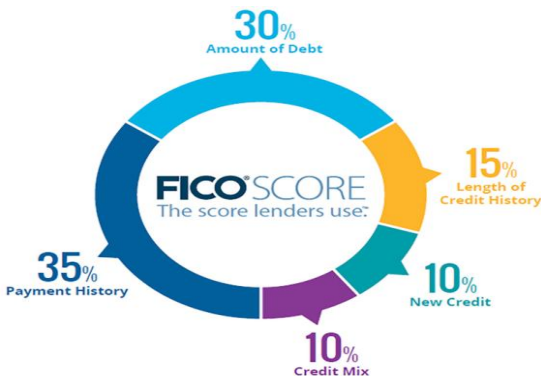 30%
Amount of Debt
15%
Length of
Credit History
FICO® SCORE
The score lenders use.™
35%
Payment History
10%
New Credit
10%
Credit Mix